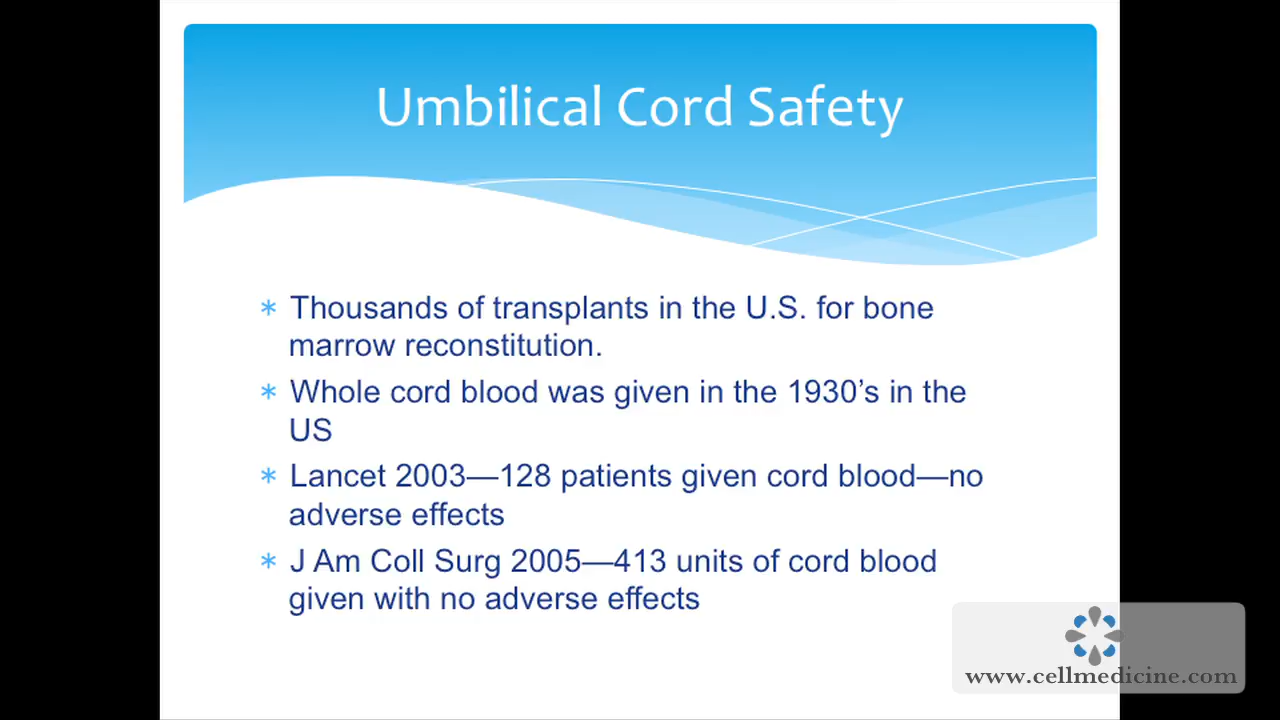 Umbilical Cord Safety
* Thousands of transplants in the U.S. for bone
marrow reconstitution.
* Whole cord blood was given in the 1930’s in the
US
* Lancet 2003—128 patients given cord blood—no
adverse effects
* J Am Coll Surg 2005—413 units of cord blood
given with no adverse effects
www.cellmedicine.com